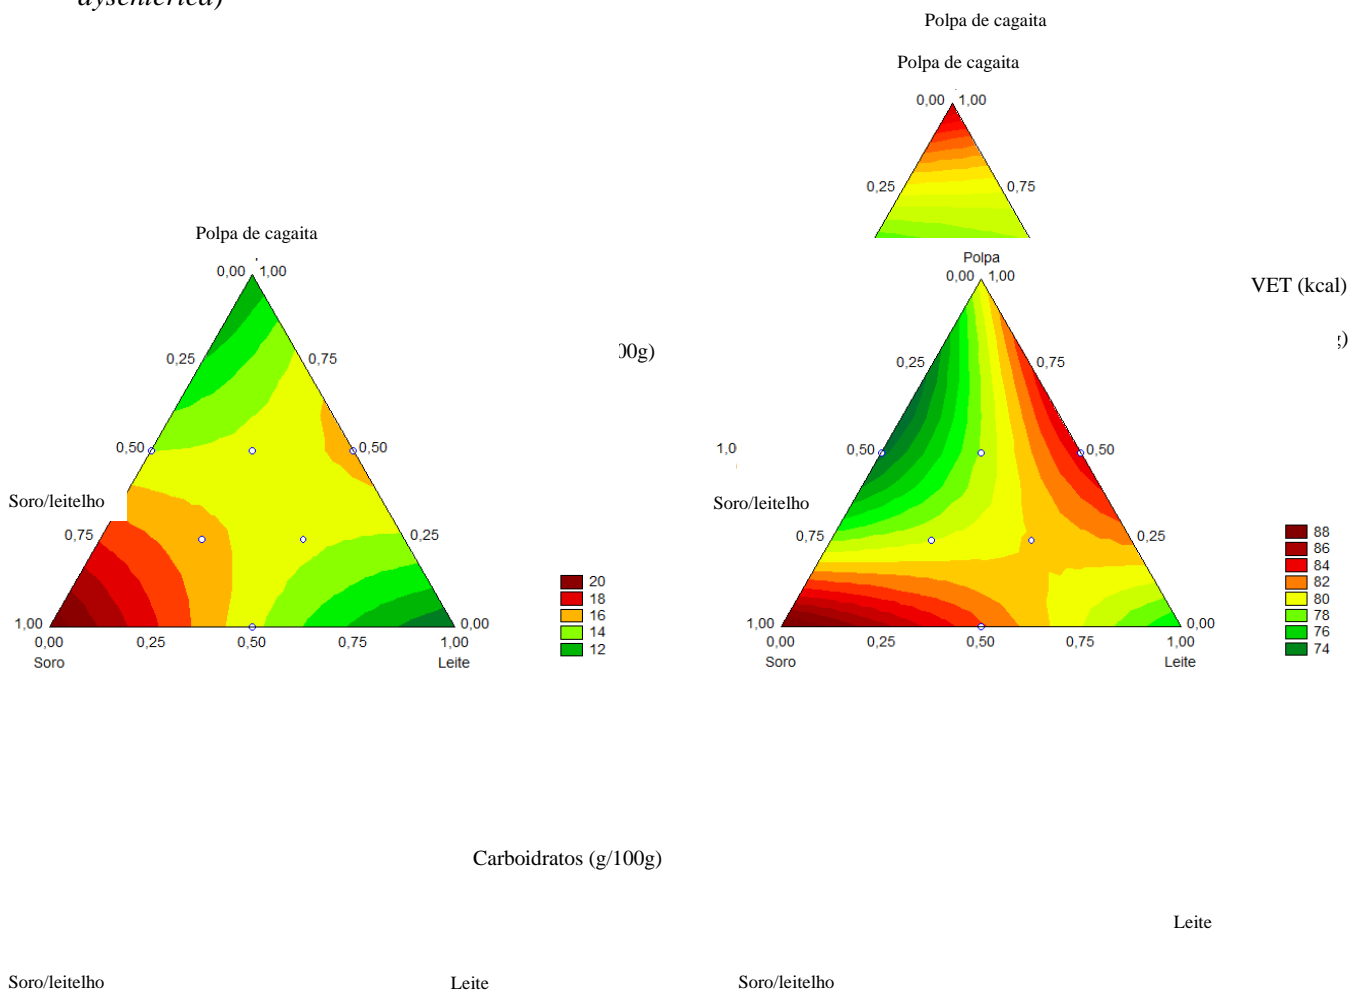 dysenterica)
Polpa de cagaita
Polpa de cagaita
0,00 1,00
0,25 0,75
Polpa de cagaita
0,00 1,00
0,25 0,75
0,50 0,50
Soro/leitelho
0,75 0,25
1,00 0,00
0,00 0,25 0,50 0,75 1,00
Soro Leite
20
18
16
14
12
00g)
Polpa
0,00 1,00
VET (kcal)
g)
0,25 0,75
1,0
0,50 0,50
Soro/leitelho
0,75 0,25
1,00 0,00
0,00 0,25 0,50 0,75 1,00
Soro Leite
88
86
84
82
80
78
76
74
Carboidratos (g/100g)
Leite
Soro/leitelho Leite Soro/leitelho